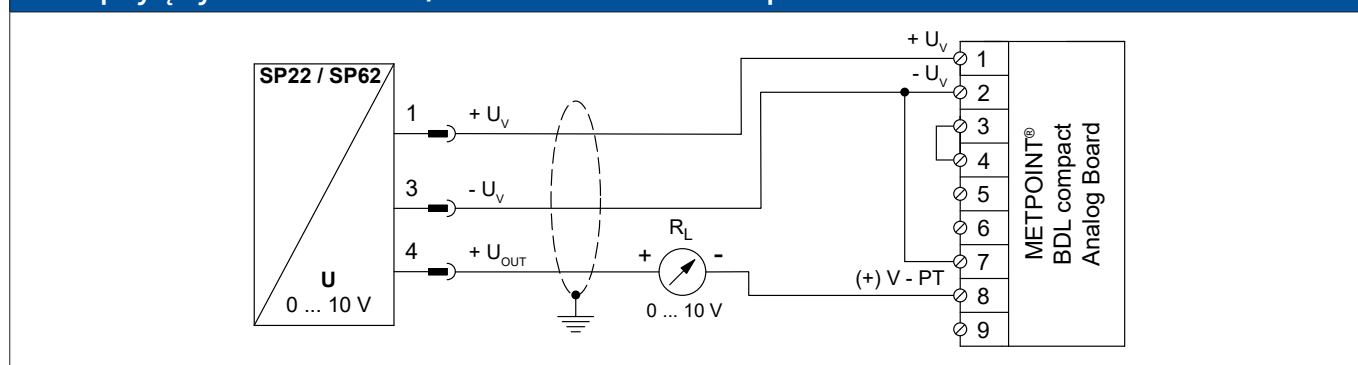 SP22 / SP62
U
0 ... 10 V
1
+ U_V
3
- U_V
4
+ U_OUT
R_L
+
-
0 ... 10 V
+ U_V
- U_V
(+) V - PT
1
2
3
4
5
6
7
8
9
METPOINT®
BDL compact
Analog Board